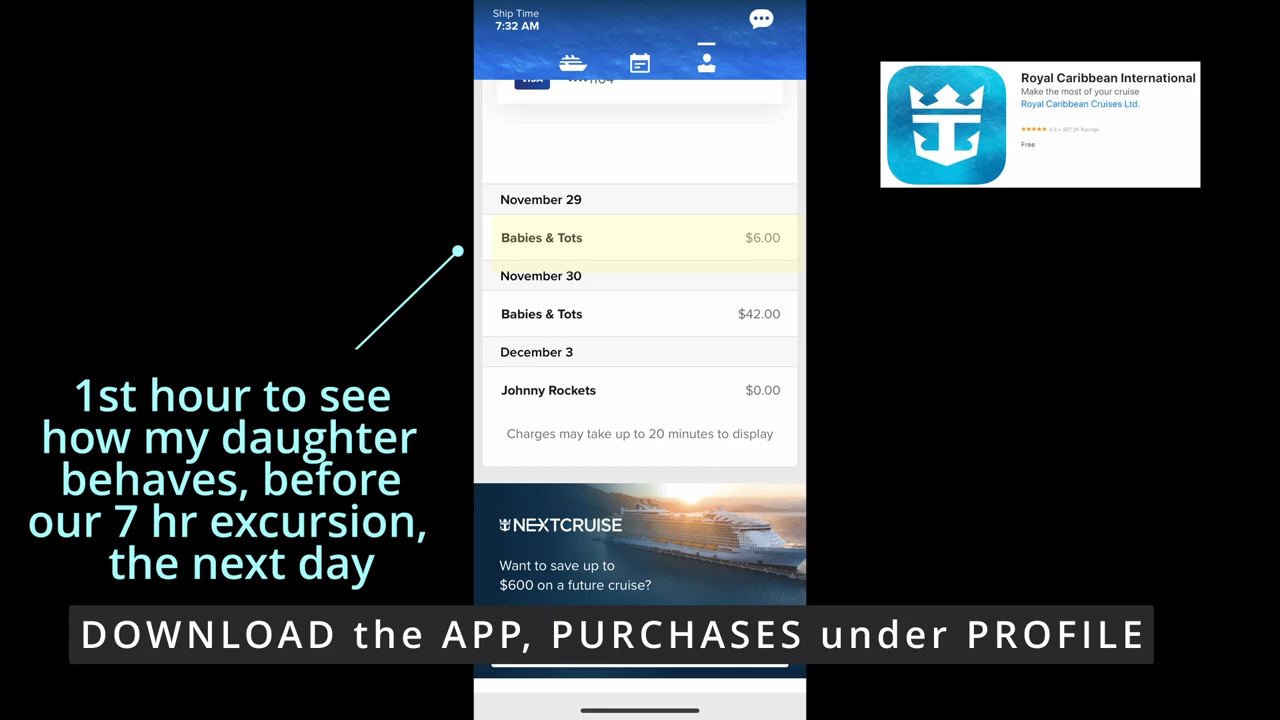 Ship Time
7:32 AM
VISA
Royal Caribbean International
Make the most of your cruise
Royal Caribbean Cruises Ltd.
Free
November 29
Babies & Tots $6.00
November 30
Babies & Tots $42.00
December 3
Johnny Rockets $0.00
Charges may take up to 20 minutes to display
1st hour to see
how my daughter
behaves, before
our 7 hr excursion,
the next day
NEXTCRUISE
Want to save up to
$600 on a future cruise?
DOWNLOAD the APP, PURCHASES under PROFILE